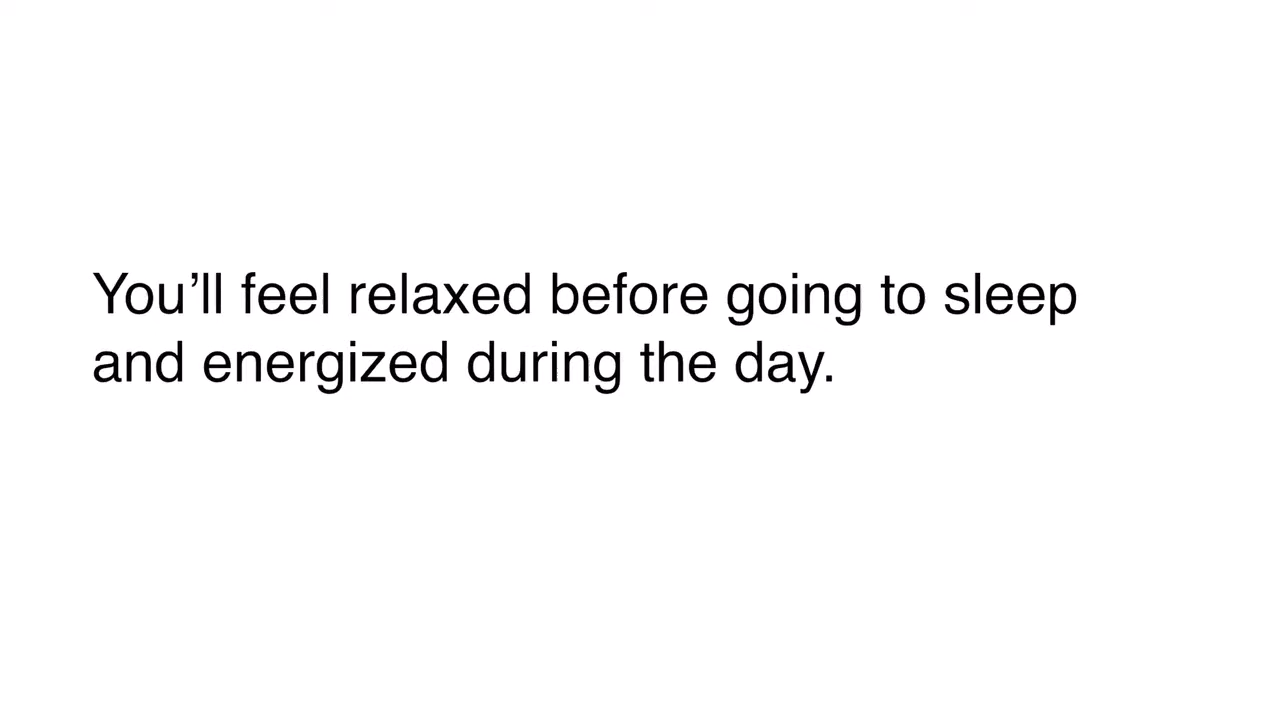 You’ll feel relaxed before going to sleep
and energized during the day.